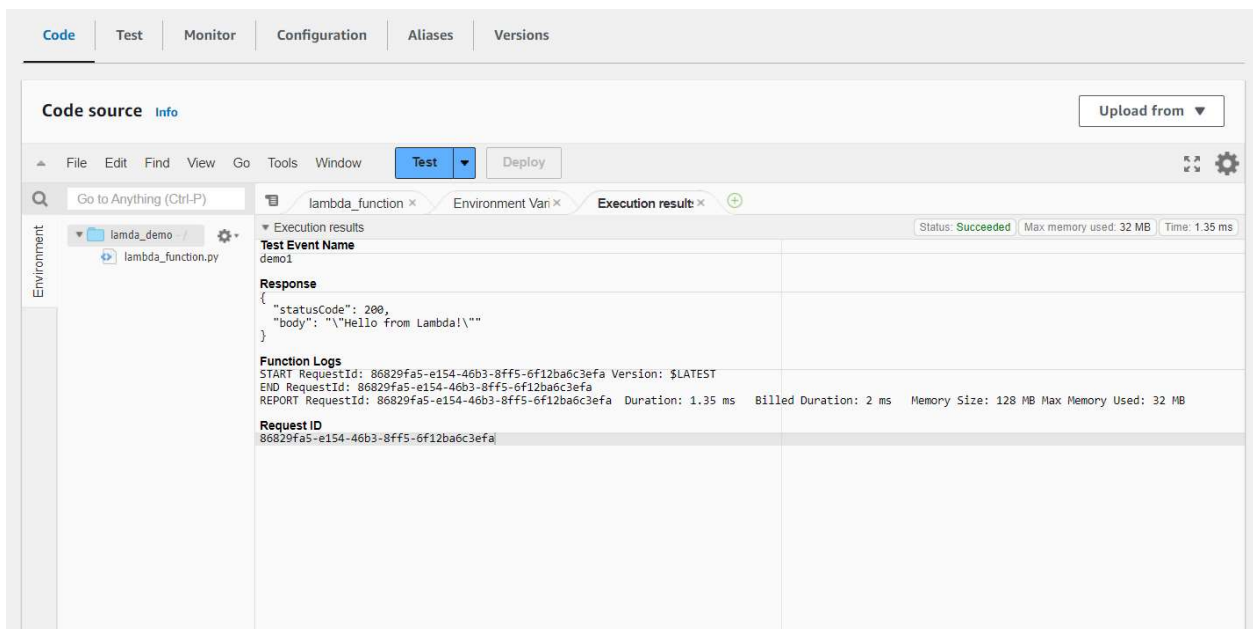 Code Test Monitor Configuration Aliases Versions
Code source Info Upload from
File Edit Find View Go Tools Window Test Deploy
Go to Anything (Ctrl-P) lambda_function Environment Vari Execution results
Environment
lamda_demo - /
lambda_function.py
Execution results Status: Succeeded Max memory used: 32 MB Time: 1.35 ms
Test Event Name
demo1
Response
{
"statusCode": 200,
"body": "\"Hello from Lambda!\""
}
Function Logs
START RequestId: 86829fa5-e154-46b3-8ff5-6f12ba6c3efa Version: $LATEST
END RequestId: 86829fa5-e154-46b3-8ff5-6f12ba6c3efa
REPORT RequestId: 86829fa5-e154-46b3-8ff5-6f12ba6c3efa Duration: 1.35 ms Billed Duration: 2 ms Memory Size: 128 MB Max Memory Used: 32 MB
Request ID
86829fa5-e154-46b3-8ff5-6f12ba6c3efa